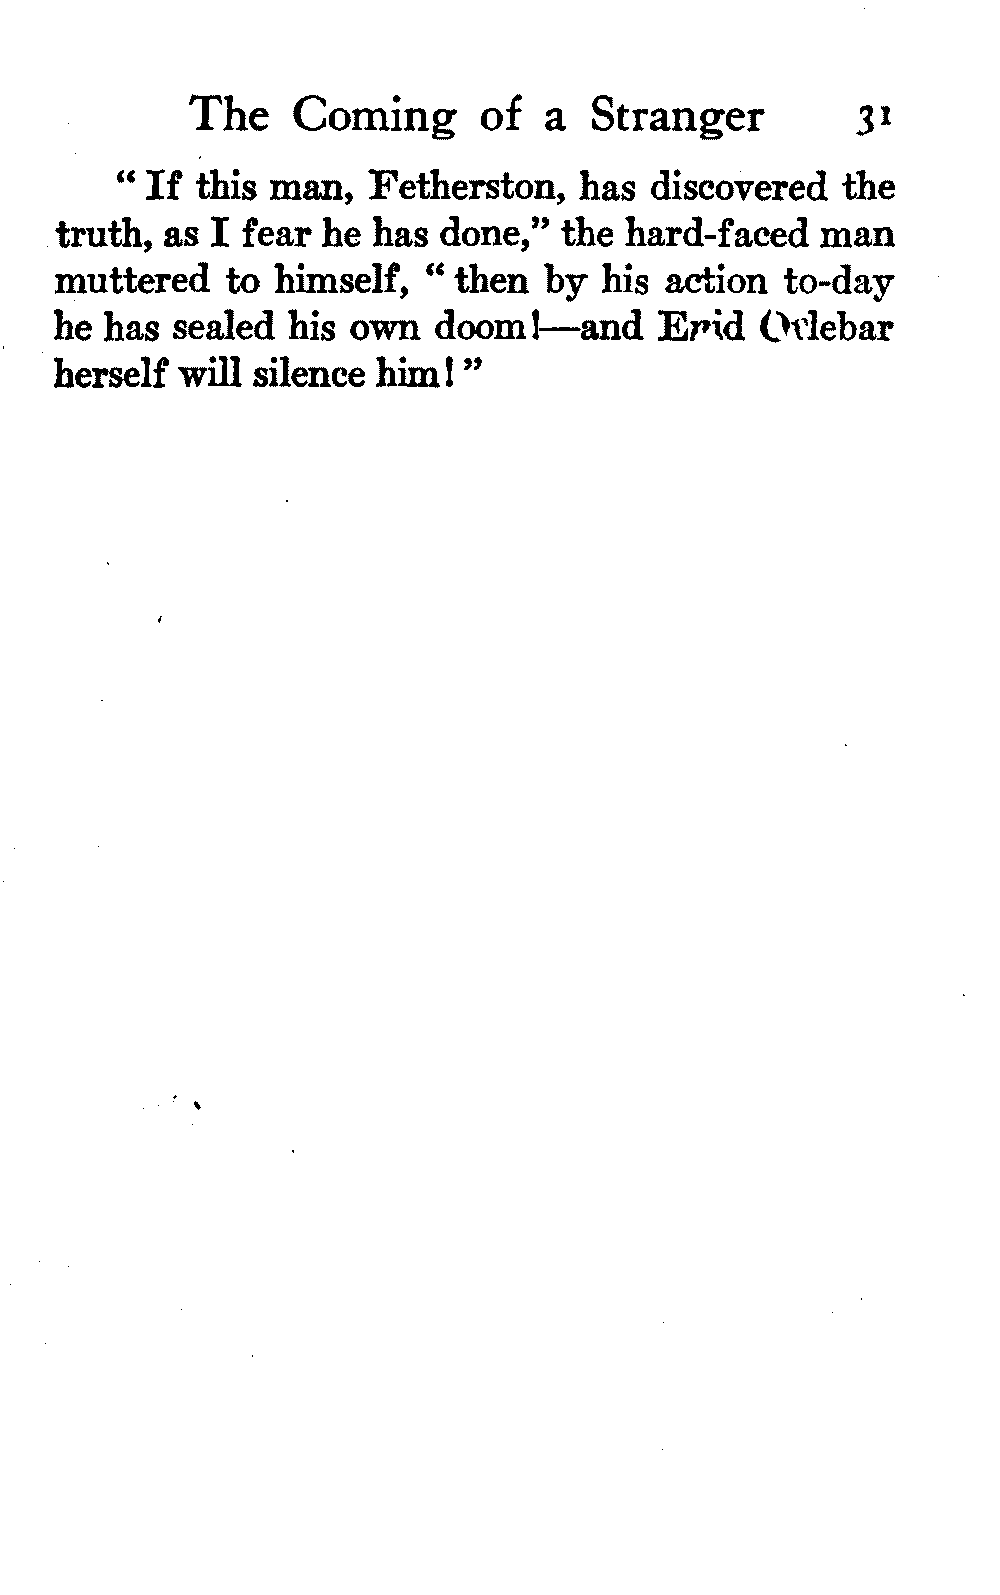 The Coming of a Stranger 31
“ If this man, Fetherston, has discovered the
truth, as I fear he has done,” the hard-faced man
muttered to himself, “ then by his action to-day
he has sealed his own doom!—and Enid Orlebar
herself will silence him! ”